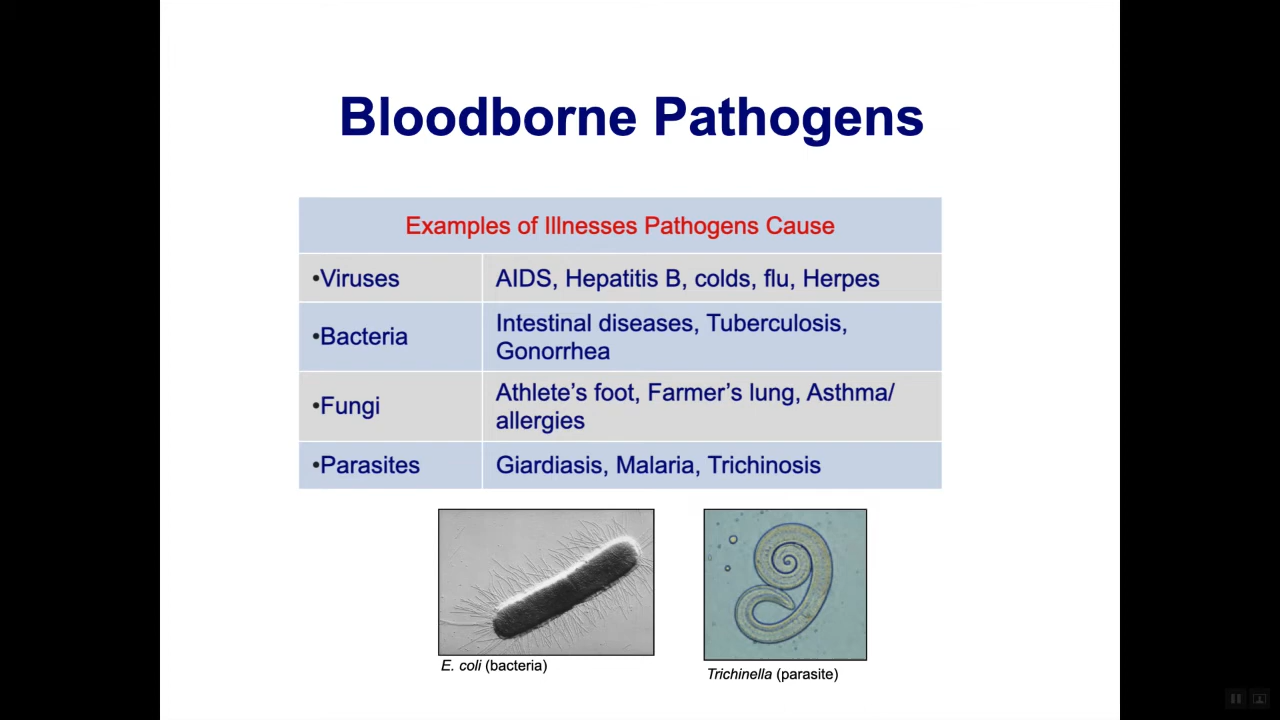 Bloodborne Pathogens
Examples of Illnesses Pathogens Cause
•Viruses
AIDS, Hepatitis B, colds, flu, Herpes
•Bacteria
Intestinal diseases, Tuberculosis,
Gonorrhea
•Fungi
Athlete’s foot, Farmer’s lung, Asthma/
allergies
•Parasites
Giardiasis, Malaria, Trichinosis
E. coli (bacteria)
Trichinella (parasite)